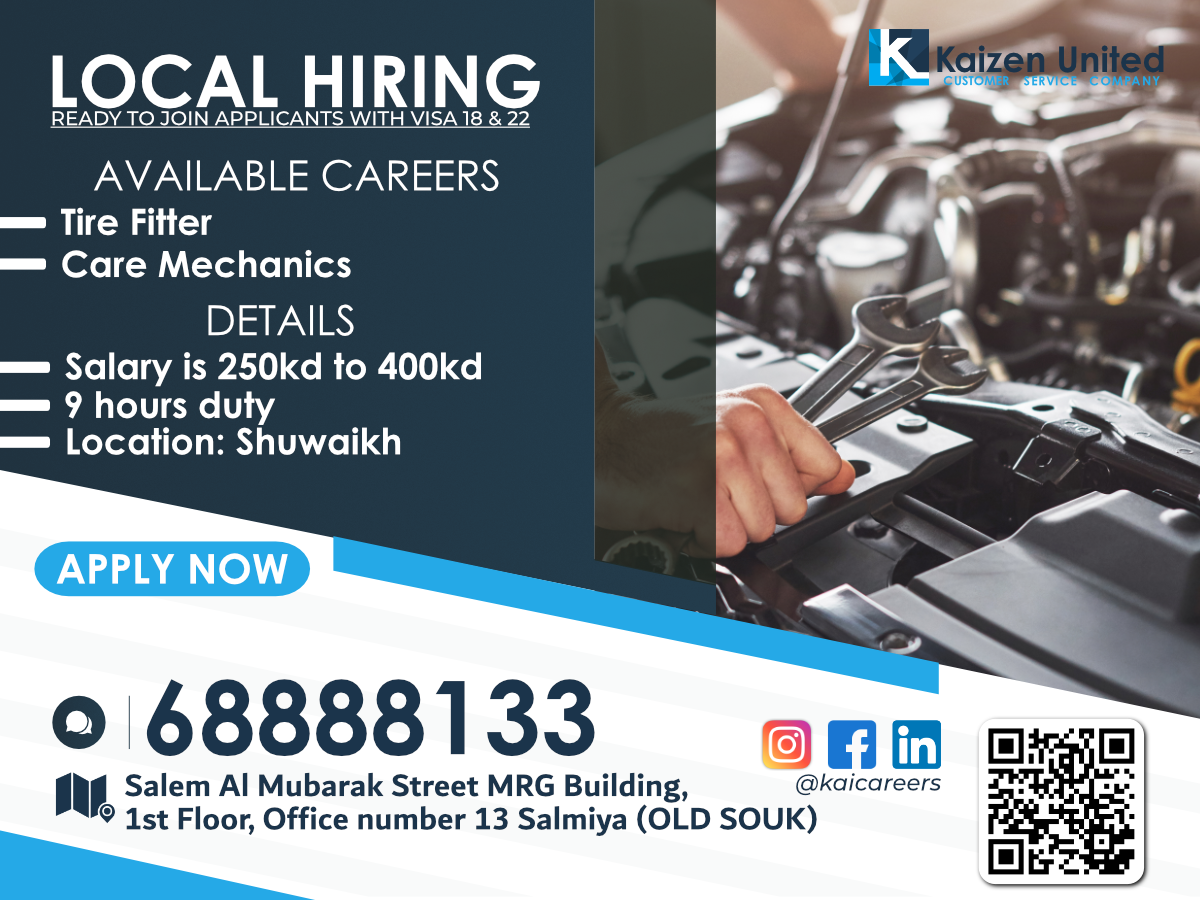 Kaizen United
CUSTOMER SERVICE COMPANY
LOCAL HIRING
READY TO JOIN APPLICANTS WITH VISA 18 & 22
AVAILABLE CAREERS
Tire Fitter
Care Mechanics
DETAILS
Salary is 250kd to 400kd
9 hours duty
Location: Shuwaikh
APPLY NOW
68888133
Salem Al Mubarak Street MRG Building,
1st Floor, Office number 13 Salmiya (OLD SOUK)
@kaicareers